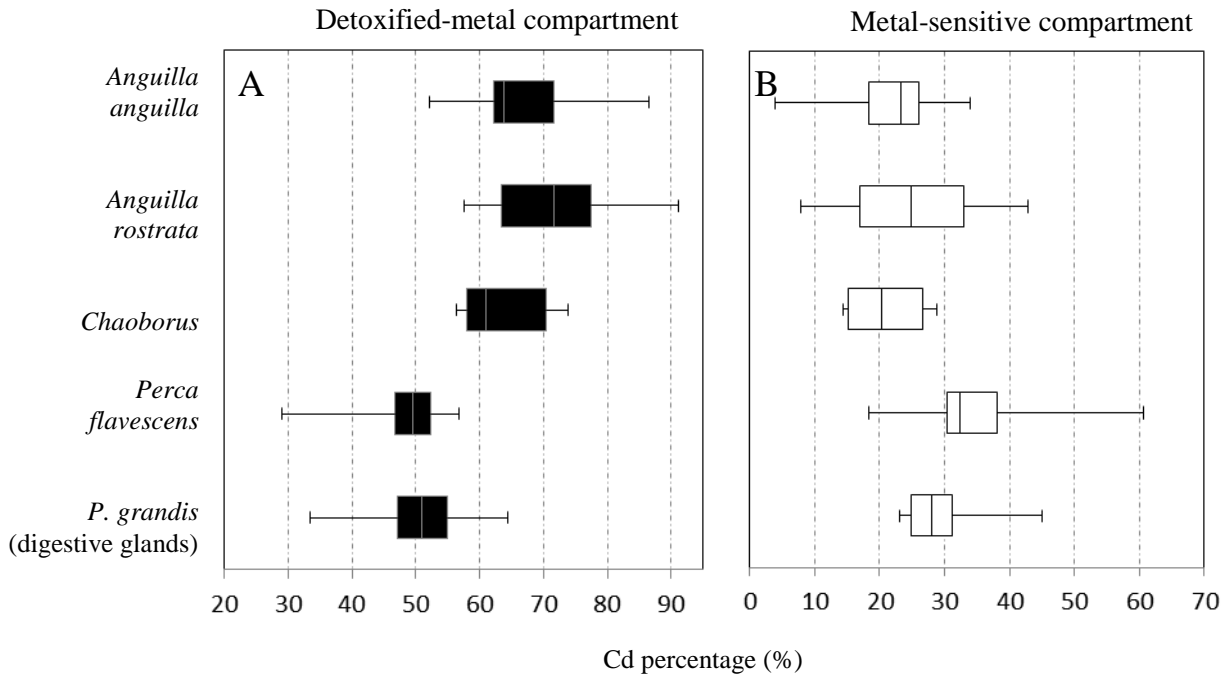 Detoxified-metal compartment
Metal-sensitive compartment
A
B
Anguilla
anguilla
Anguilla
rostrata
Chaoborus
Perca
flavescens
P. grandis
(digestive glands)
20 30 40 50 60 70 80 90
0 10 20 30 40 50 60 70
Cd percentage (%)